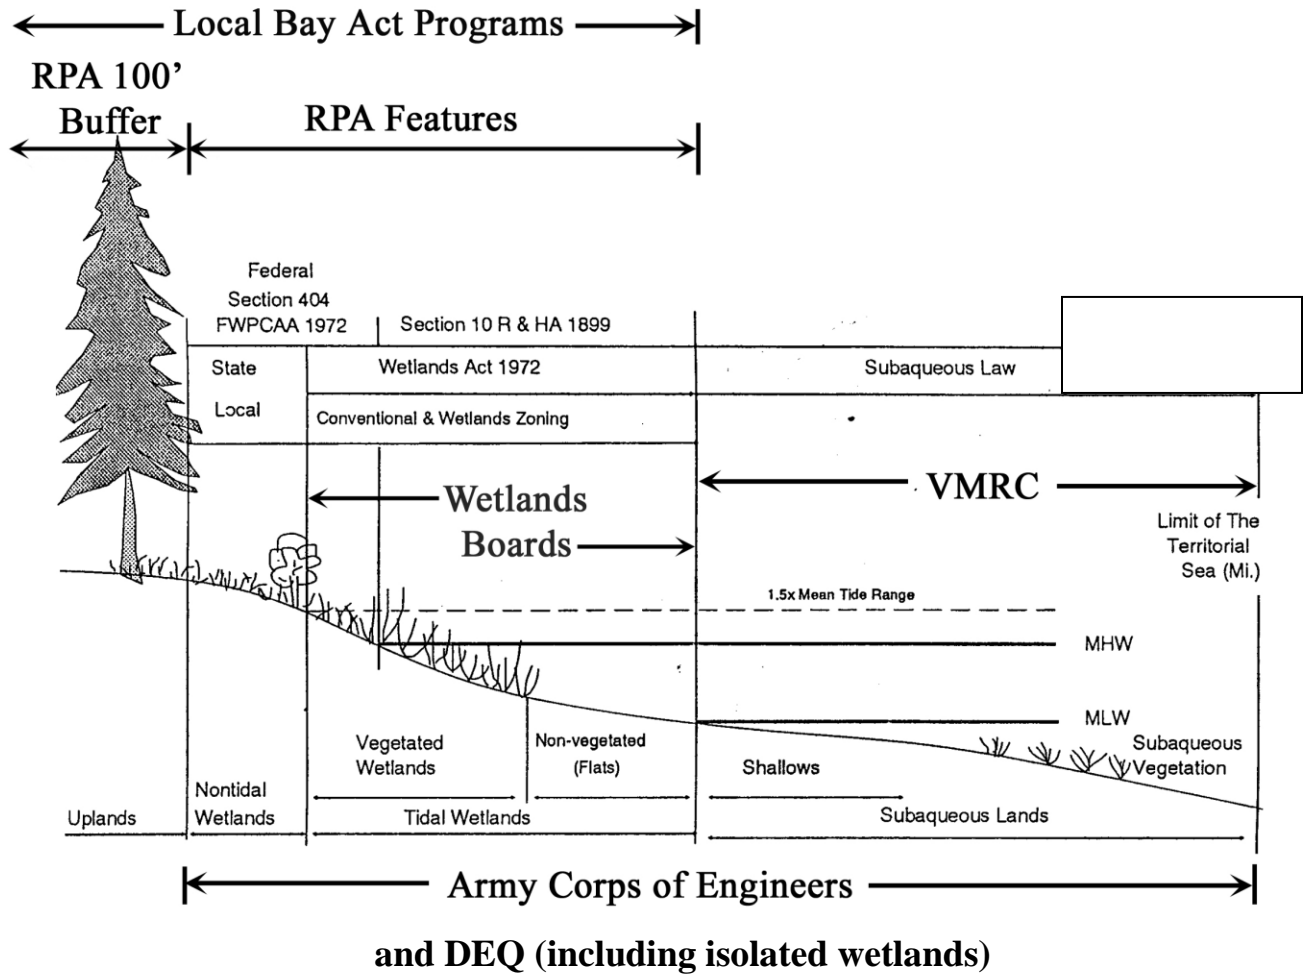 Local Bay Act Programs
RPA 100’
Buffer
RPA Features
Federal
Section 404
FWPCAA 1972
Section 10 R & HA 1899
State
Wetlands Act 1972
Subaqueous Law
Local
Conventional & Wetlands Zoning
Wetlands
Boards
VMRC
Limit of The
Territorial
Sea (Mi.)
1.5x Mean Tide Range
MHW
MLW
Vegetated
Wetlands
Non-vegetated
(Flats)
Shallows
Subaqueous
Vegetation
Uplands
Nontidal
Wetlands
Tidal Wetlands
Subaqueous Lands
Army Corps of Engineers
and DEQ (including isolated wetlands)